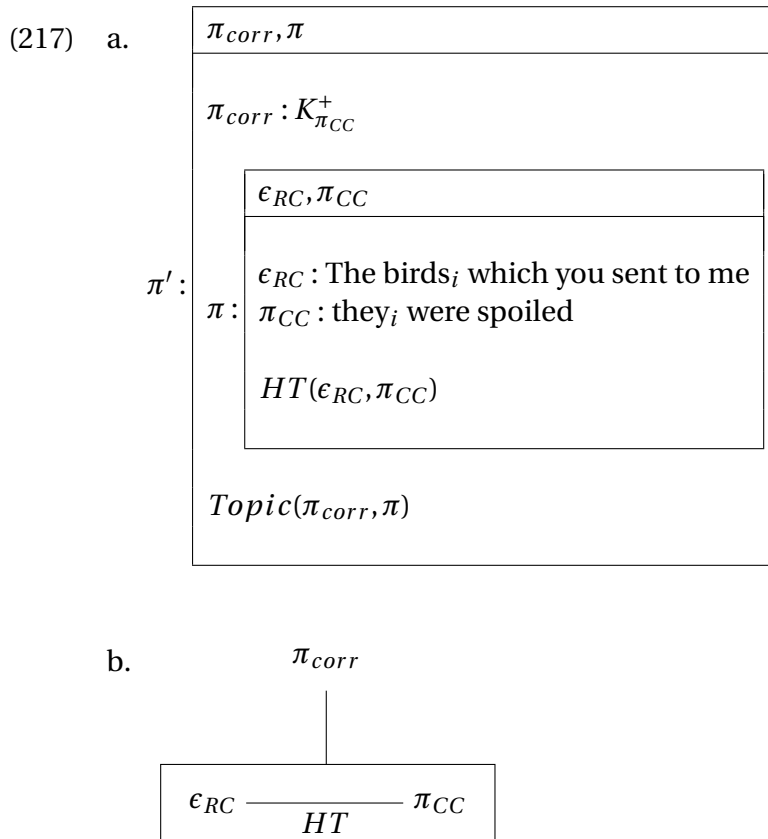 (217) a.
π_corr, π
π_corr : K⁺_π_CC
ϵ_RC, π_CC
ϵ_RC : The birds_i which you sent to me
π′ : π : π_CC : they_i were spoiled
HT(ϵ_RC, π_CC)
Topic(π_corr, π)
b. π_corr
ϵ_RC π_CC
HT